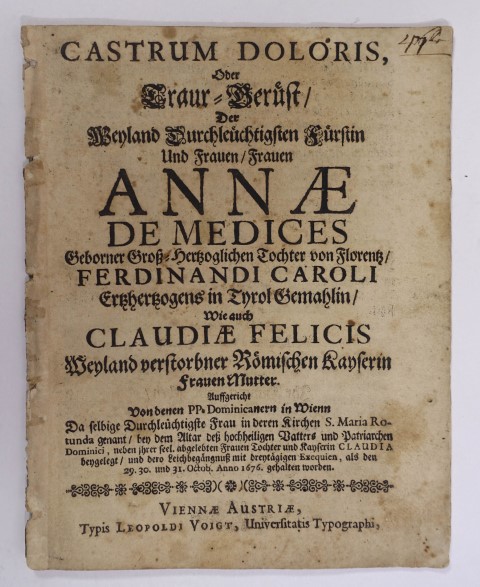 CASTRUM DOLORIS,
Oder
Traur-Gerüst/
Der
Weyland Durchleüchtigsten Fürstin
Und Frauen/Frauen
ANNÆ
DE MEDICES
Geborner Groß-Hertzoglichen Tochter von Florentz/
FERDINANDI CAROLI
Ertzhertzogens in Tyrol Gemahlin/
Wie auch
CLAUDIÆ FELICIS
Weyland verstorbner Römischen Kayserin
Frauen Mutter.
Auffgericht
Von denen PP. Dominicanern in Wienn
Da selbige Durchleüchtigste Frau in deren Kirchen S. Maria Ro-
tunda genant/ bey dem Altar deß hochheiligen Vatters und Patriarchen
Dominici, neben jhrer seel. abgelebten Frauen Tochter und Kayserin CLAUDIA
beygelegt/ und dero Leichbegängnuß mit dreytägigen Exequien, als den
29. 30. und 31. Octob. Anno 1676. gehalten worden.
VIENNÆ AUSTRIÆ,
Typis LEOPOLDI VOIGT, Universitatis Typographi,